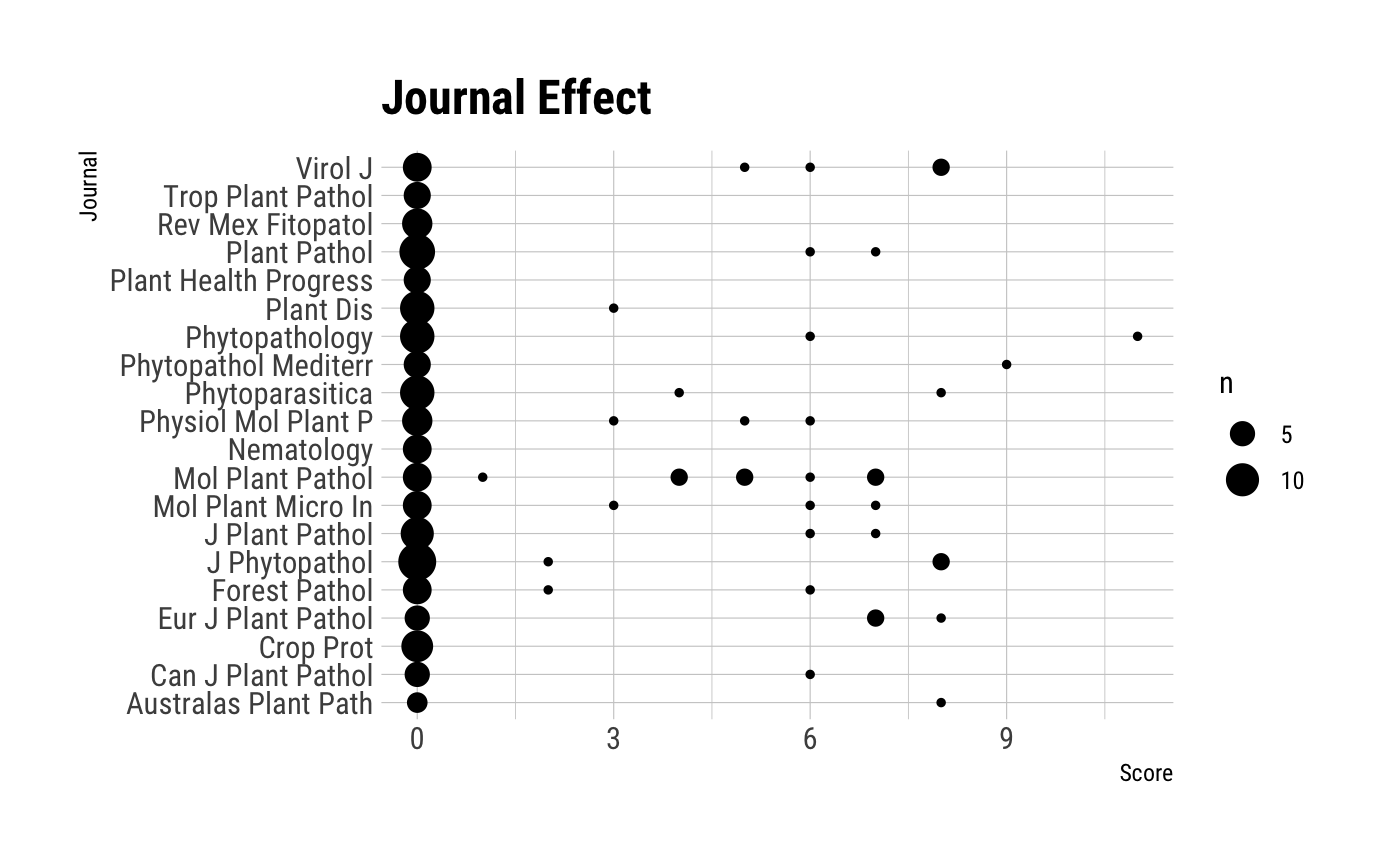 Journal Effect
Journal
Virol J
Trop Plant Pathol
Rev Mex Fitopatol
Plant Pathol
Plant Health Progress
Plant Dis
Phytopathology
Phytopathol Mediterr
Phytoparasitica
Physiol Mol Plant P
Nematology
Mol Plant Pathol
Mol Plant Micro In
J Plant Pathol
J Phytopathol
Forest Pathol
Eur J Plant Pathol
Crop Prot
Can J Plant Pathol
Australas Plant Path
0 3 6 9
Score
n
5
10